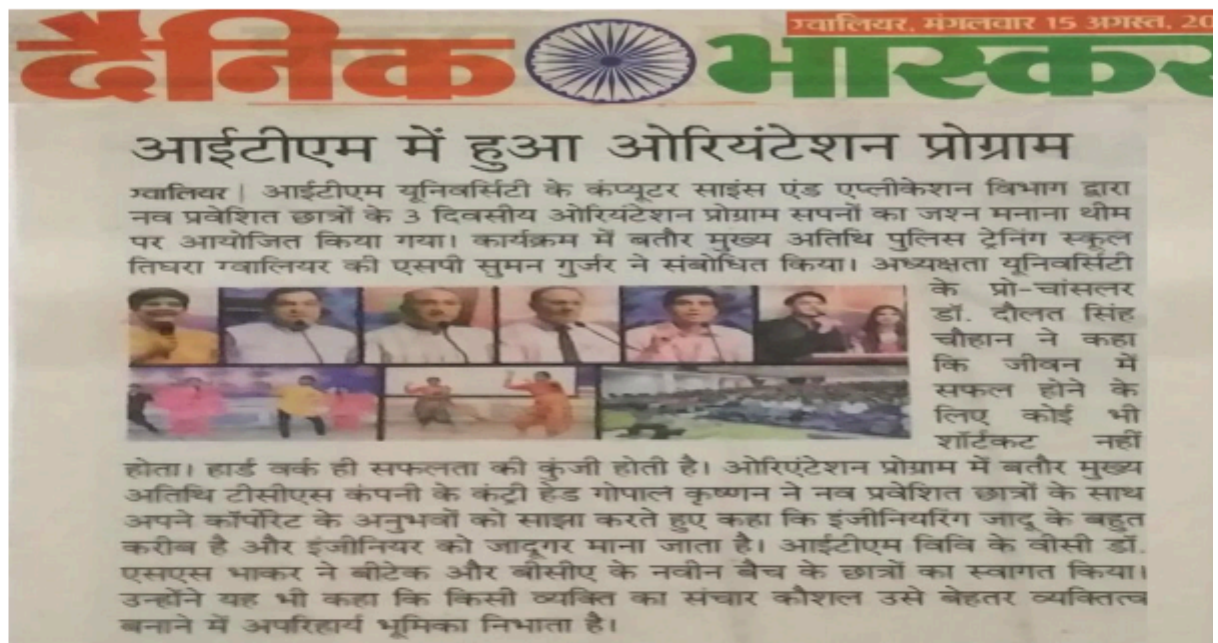 ग्वालियर, मंगलवार 15 अगस्त, 20
दैनिक भास्कर
आईटीएम में हुआ ओरियंटेशन प्रोग्राम
ग्वालियर | आईटीएम यूनिवर्सिटी के कंप्यूटर साइंस एंड एप्लीकेशन विभाग द्वारा
नव प्रवेशित छात्रों के 3 दिवसीय ओरियंटेशन प्रोग्राम सपनों का जश्न मनाना थीम
पर आयोजित किया गया। कार्यक्रम में बतौर मुख्य अतिथि पुलिस ट्रेनिंग स्कूल
तिघरा ग्वालियर की एसपी सुमन गुर्जर ने संबोधित किया। अध्यक्षता यूनिवर्सिटी
के प्रो-चांसलर
डॉ. दौलत सिंह
चौहान ने कहा
कि जीवन में
सफल होने के
लिए कोई भी
शॉर्टकट नहीं
होता। हार्ड वर्क ही सफलता की कुंजी होती है। ओरिएंटेशन प्रोग्राम में बतौर मुख्य
अतिथि टीसीएस कंपनी के कंट्री हेड गोपाल कृष्णन ने नव प्रवेशित छात्रों के साथ
अपने कॉर्पोरेट के अनुभवों को साझा करते हुए कहा कि इंजीनियरिंग जादू के बहुत
करीब है और इंजीनियर को जादूगर माना जाता है। आईटीएम विवि के वीसी डॉ.
एसएस भाकर ने बीटेक और बीसीए के नवीन बैच के छात्रों का स्वागत किया।
उन्होंने यह भी कहा कि किसी व्यक्ति का संचार कौशल उसे बेहतर व्यक्तित्व
बनाने में अपरिहार्य भूमिका निभाता है।